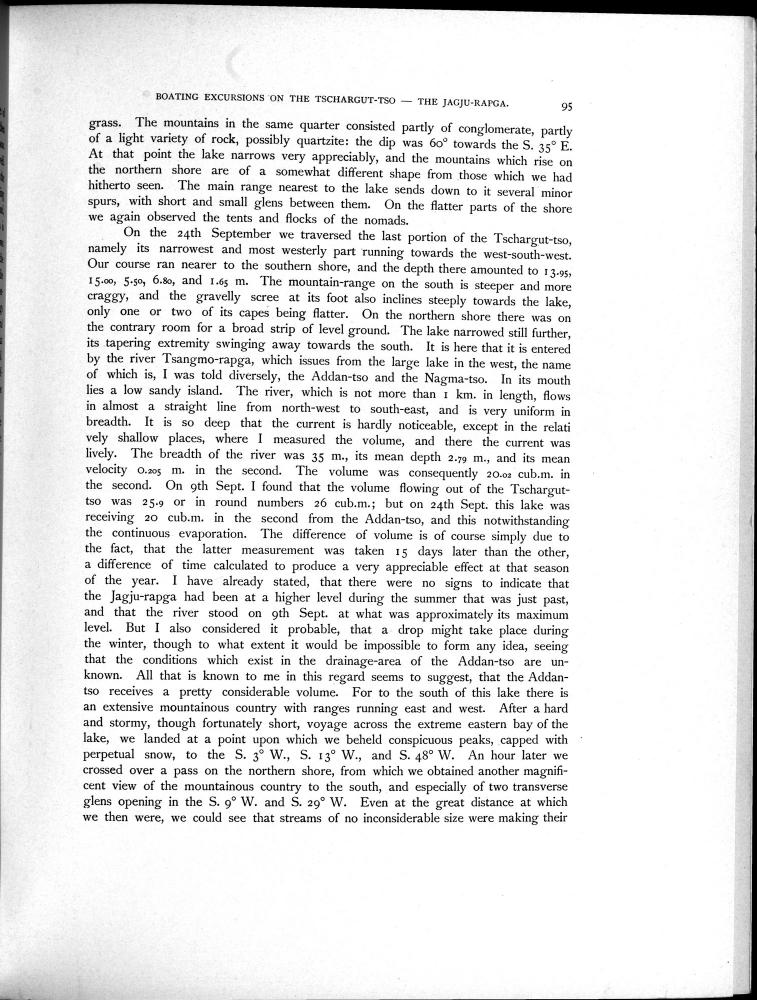 BOATING EXCURSIONS ON THE TSCHARGUT-TSO — THE JAGJU-RAPGA. 95
grass. The mountains in the same quarter consisted partly of conglomerate, partly
of a light variety of rock, possibly quartzite: the dip was 60° towards the S. 35° E.
At that point the lake narrows very appreciably, and the mountains which rise on
the northern shore are of a somewhat different shape from those which we had
hitherto seen. The main range nearest to the lake sends down to it several minor
spurs, with short and small glens between them. On the flatter parts of the shore
we again observed the tents and flocks of the nomads.
On the 24th September we traversed the last portion of the Tschargut-tso,
namely its narrowest and most westerly part running towards the west-south-west.
Our course ran nearer to the southern shore, and the depth there amounted to 13.95,
15.00, 5.50, 6.80, and 1.65 m. The mountain-range on the south is steeper and more
craggy, and the gravelly scree at its foot also inclines steeply towards the lake,
only one or two of its capes being flatter. On the northern shore there was on
the contrary room for a broad strip of level ground. The lake narrowed still further,
its tapering extremity swinging away towards the south. It is here that it is entered
by the river Tsangmo-rapga, which issues from the large lake in the west, the name
of which is, I was told diversely, the Addan-tso and the Nagma-tso. In its mouth
lies a low sandy island. The river, which is not more than 1 km. in length, flows
in almost a straight line from north-west to south-east, and is very uniform in
breadth. It is so deep that the current is hardly noticeable, except in the relati
vely shallow places, where I measured the volume, and there the current was
lively. The breadth of the river was 35 m., its mean depth 2.79 m., and its mean
velocity 0.205 m. in the second. The volume was consequently 20.02 cub.m. in
the second. On 9th Sept. I found that the volume flowing out of the Tschargut-
tso was 25.9 or in round numbers 26 cub.m.; but on 24th Sept. this lake was
receiving 20 cub.m. in the second from the Addan-tso, and this notwithstanding
the continuous evaporation. The difference of volume is of course simply due to
the fact, that the latter measurement was taken 15 days later than the other,
a difference of time calculated to produce a very appreciable effect at that season
of the year. I have already stated, that there were no signs to indicate that
the Jagju-rapga had been at a higher level during the summer that was just past,
and that the river stood on 9th Sept. at what was approximately its maximum
level. But I also considered it probable, that a drop might take place during
the winter, though to what extent it would be impossible to form any idea, seeing
that the conditions which exist in the drainage-area of the Addan-tso are un-
known. All that is known to me in this regard seems to suggest, that the Addan-
tso receives a pretty considerable volume. For to the south of this lake there is
an extensive mountainous country with ranges running east and west. After a hard
and stormy, though fortunately short, voyage across the extreme eastern bay of the
lake, we landed at a point upon which we beheld conspicuous peaks, capped with
perpetual snow, to the S. 3° W., S. 13° W., and S. 48° W. An hour later we
crossed over a pass on the northern shore, from which we obtained another magnifi-
cent view of the mountainous country to the south, and especially of two transverse
glens opening in the S. 9° W. and S. 29° W. Even at the great distance at which
we then were, we could see that streams of no inconsiderable size were making their